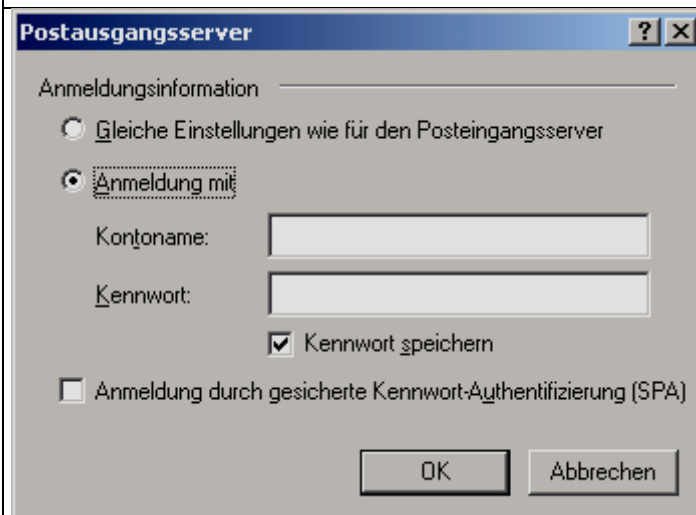 Postausgangsserver
Anmeldungsinformation
Gleiche Einstellungen wie für den Posteingangsserver
Anmeldung mit
Kontoname:
Kennwort:
Kennwort speichern
Anmeldung durch gesicherte Kennwort-Authentifizierung (SPA)
OK Abbrechen